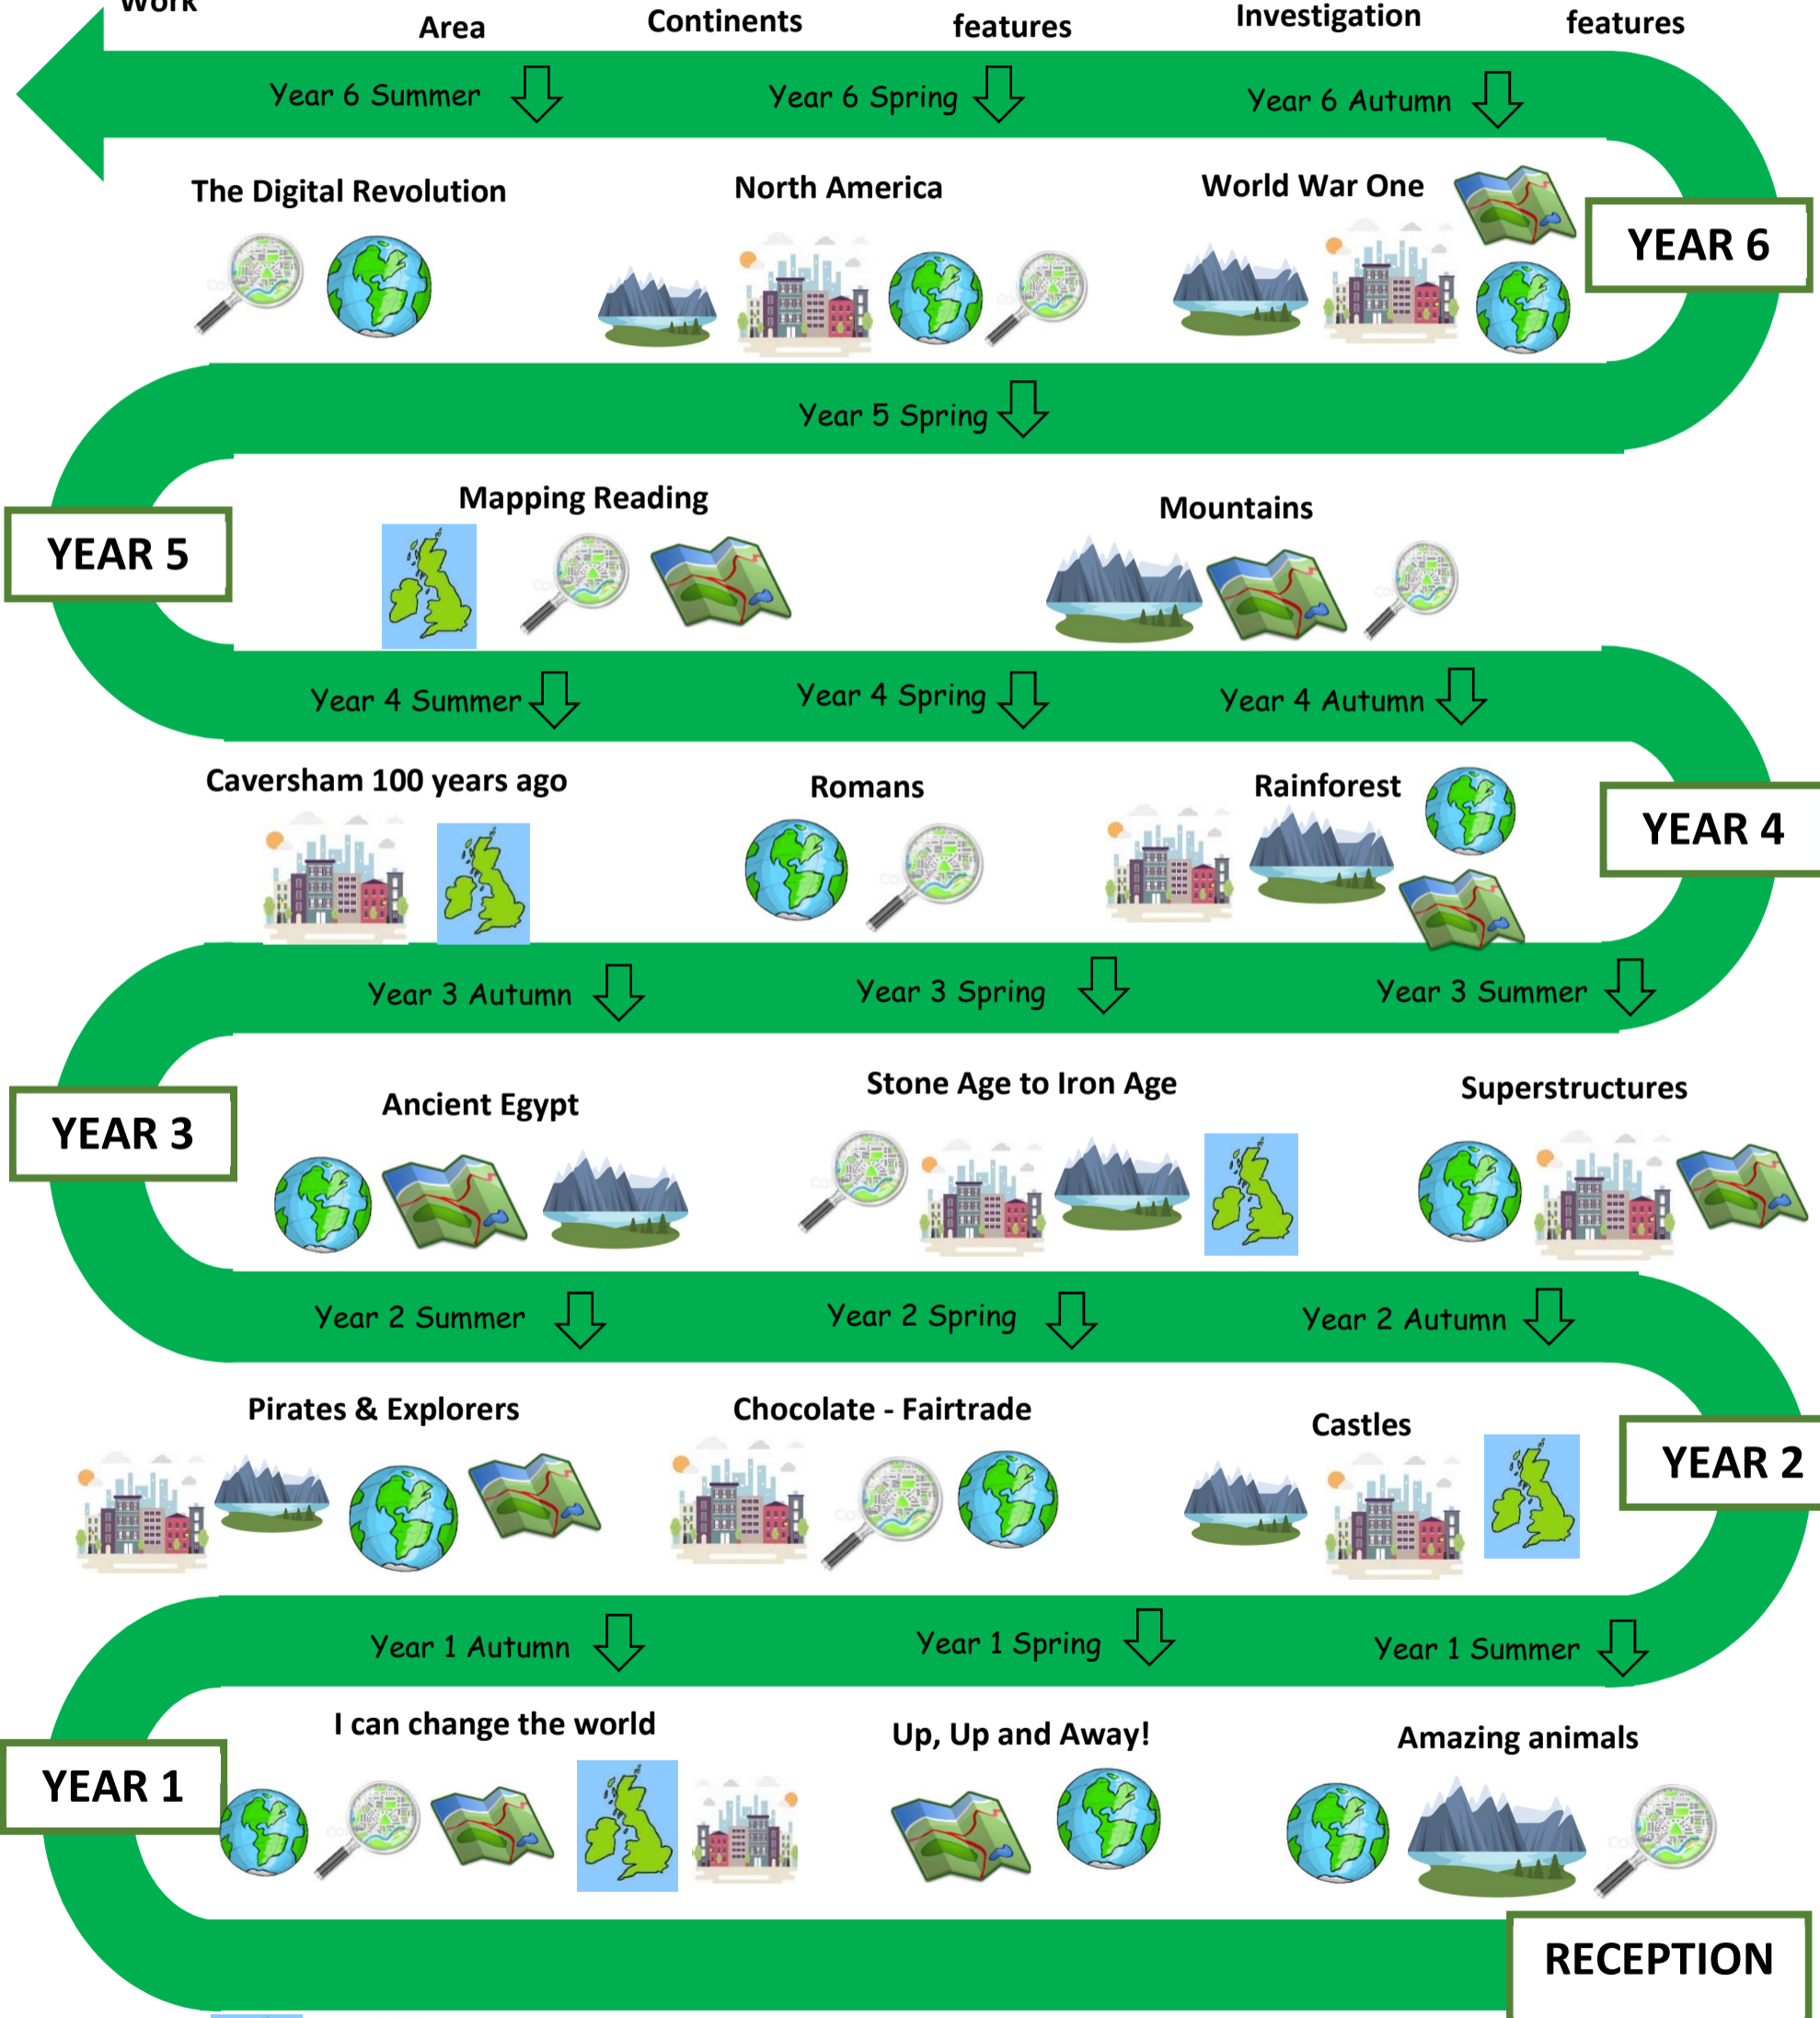 Work
Area
Continents
features
Investigation
features
Year 6 Summer
Year 6 Spring
Year 6 Autumn
The Digital Revolution
North America
World War One
YEAR 6
Year 5 Spring
Mapping Reading
Mountains
YEAR 5
Year 4 Summer
Year 4 Spring
Year 4 Autumn
Caversham 100 years ago
Romans
Rainforest
YEAR 4
Year 3 Autumn
Year 3 Spring
Year 3 Summer
Ancient Egypt
Stone Age to Iron Age
Superstructures
YEAR 3
Year 2 Summer
Year 2 Spring
Year 2 Autumn
Pirates & Explorers
Chocolate - Fairtrade
Castles
YEAR 2
Year 1 Autumn
Year 1 Spring
Year 1 Summer
I can change the world
Up, Up and Away!
Amazing animals
YEAR 1
RECEPTION